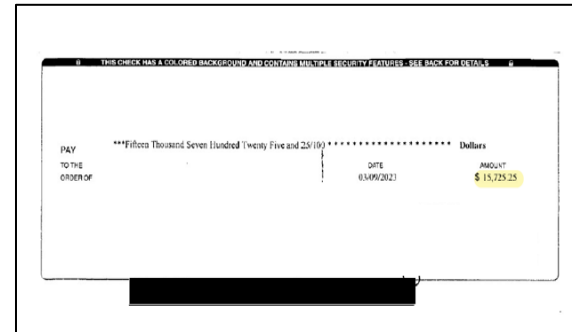 THIS CHECK HAS A COLORED BACKGROUND AND CONTAINS MULTIPLE SECURITY FEATURES - SEE BACK FOR DETAILS
PAY ***Fifteen Thousand Seven Hundred Twenty Five and 25/100 * * * * * * * * * * * * * * * * * * * * Dollars
TO THE DATE AMOUNT
ORDER OF 03/09/2023 $ 15,725.25